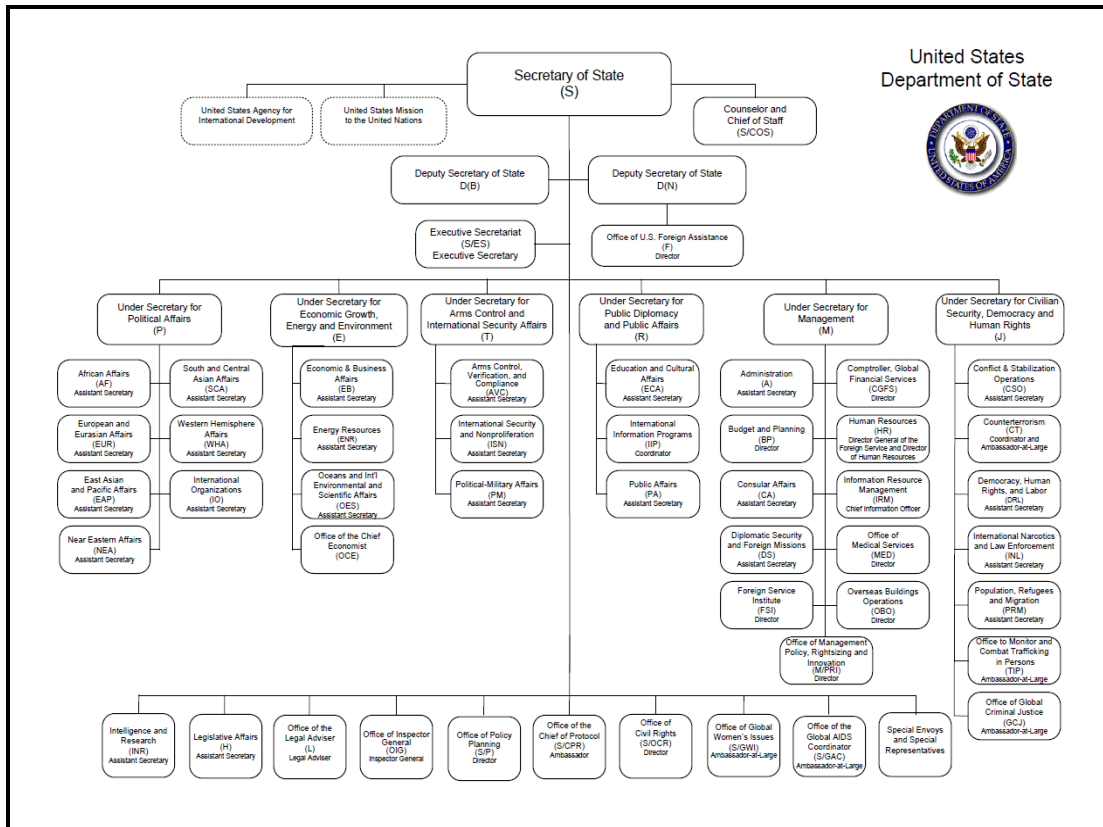 United States
Department of State
DEPARTMENT OF STATE
UNITED STATES OF AMERICA
Secretary of State
(S)
United States Agency for
International Development
United States Mission
to the United Nations
Counselor and
Chief of Staff
(S/COS)
Deputy Secretary of State
D(B)
Deputy Secretary of State
D(N)
Executive Secretariat
(S/ES)
Executive Secretary
Office of U.S. Foreign Assistance
(F)
Director
Under Secretary for
Political Affairs
(P)
Under Secretary for
Economic Growth,
Energy and Environment
(E)
Under Secretary for
Arms Control
and International Security Affairs
(T)
Under Secretary for
Public Diplomacy
and Public Affairs
(R)
Under Secretary for
Management
(M)
Under Secretary for Civilian
Security, Democracy and
Human Rights
(J)
African Affairs
(AF)
Assistant Secretary
South and Central
Asian Affairs
(SCA)
Assistant Secretary
European and
Eurasian Affairs
(EUR)
Assistant Secretary
Western Hemisphere
Affairs
(WHA)
Assistant Secretary
East Asian
and Pacific Affairs
(EAP)
Assistant Secretary
International
Organizations
(IO)
Assistant Secretary
Near Eastern Affairs
(NEA)
Assistant Secretary
Economic & Business
Affairs
(EB)
Assistant Secretary
Energy Resources
(ENR)
Assistant Secretary
Oceans and Int'l
Environmental and
Scientific Affairs
(OES)
Assistant Secretary
Office of the Chief
Economist
(OCE)
Arms Control,
Verification, and
Compliance
(AVC)
Assistant Secretary
International Security
and Nonproliferation
(ISN)
Assistant Secretary
Political-Military Affairs
(PM)
Assistant Secretary
Education and Cultural
Affairs
(ECA)
Assistant Secretary
International
Information Programs
(IIP)
Coordinator
Public Affairs
(PA)
Assistant Secretary
Administration
(A)
Assistant Secretary
Comptroller, Global
Financial Services
(CGFS)
Director
Budget and Planning
(BP)
Director
Human Resources
(HR)
Director General of the
Foreign Service and Director
of Human Resources
Consular Affairs
(CA)
Assistant Secretary
Information Resource
Management
(IRM)
Chief Information Officer
Diplomatic Security
and Foreign Missions
(DS)
Assistant Secretary
Office of
Medical Services
(MED)
Director
Foreign Service
Institute
(FSI)
Director
Overseas Buildings
Operations
(OBO)
Director
Office of Management
Policy, Rightsizing and
Innovation
(M/PRI)
Director
Conflict & Stabilization
Operations
(CSO)
Assistant Secretary
Counterterrorism
(CT)
Coordinator and
Ambassador-at-Large
Democracy, Human
Rights, and Labor
(DRL)
Assistant Secretary
International Narcotics
and Law Enforcement
(INL)
Assistant Secretary
Population, Refugees
and Migration
(PRM)
Assistant Secretary
Office to Monitor and
Combat Trafficking
in Persons
(TIP)
Ambassador-at-Large
Office of Global
Criminal Justice
(GCJ)
Ambassador-at-Large
Intelligence and
Research
(INR)
Assistant Secretary
Legislative Affairs
(H)
Assistant Secretary
Office of the
Legal Adviser
(L)
Legal Adviser
Office of Inspector
General
(OIG)
Inspector General
Office of Policy
Planning
(S/P)
Director
Office of the
Chief of Protocol
(S/CPR)
Ambassador
Office of
Civil Rights
(S/OCR)
Director
Office of Global
Women's Issues
(S/GWI)
Ambassador-at-Large
Office of the
Global AIDS
Coordinator
(S/GAC)
Ambassador-at-Large
Special Envoys
and Special
Representatives